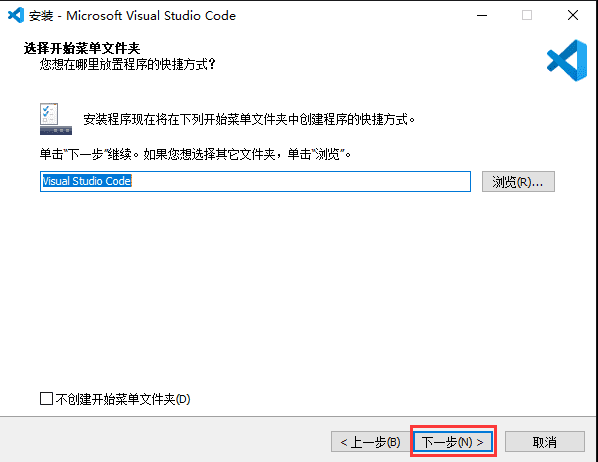 安装 - Microsoft Visual Studio Code
选择开始菜单文件夹
您想在哪里放置程序的快捷方式？
安装程序现在将在下列开始菜单文件夹中创建程序的快捷方式。
单击“下一步”继续。如果您想选择其它文件夹，单击“浏览”。
Visual Studio Code
浏览(R)...
不创建开始菜单文件夹(D)
< 上一步(B)
下一步(N) >
取消